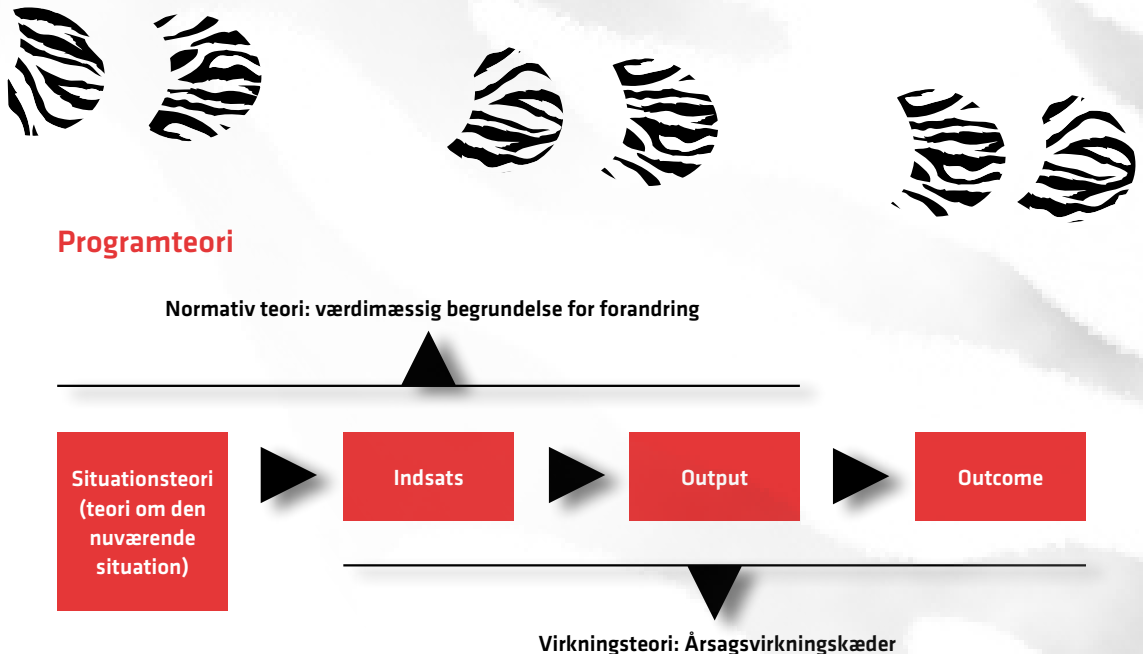 Programteori
Normativ teori: værdimæssig begrundelse for forandring
Situationsteori
(teori om den
nuværende
situation)
Indsats
Output
Outcome
Virkningsteori: Årsagsvirkningskæder